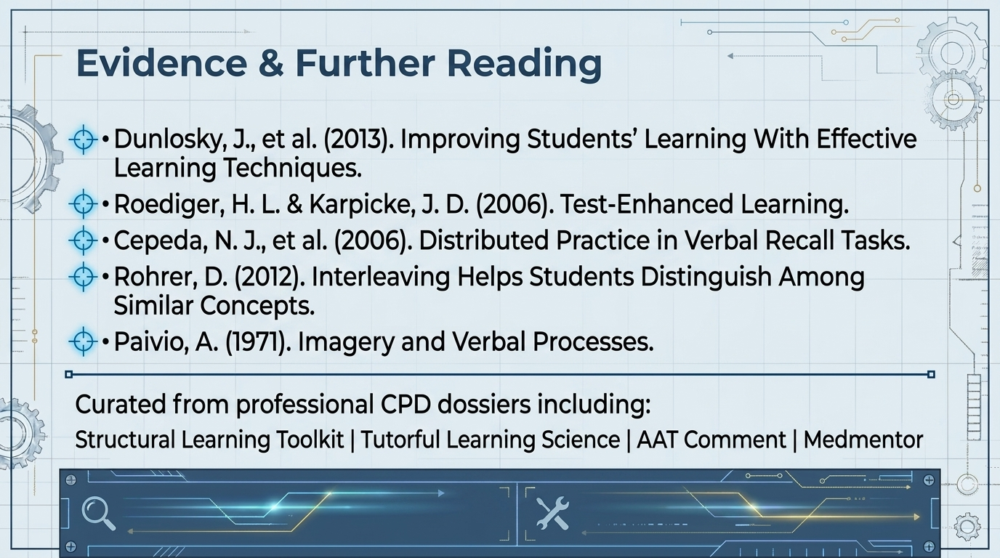 Evidence & Further Reading
• Dunlosky, J., et al. (2013). Improving Students’ Learning With Effective
Learning Techniques.
• Roediger, H. L. & Karpicke, J. D. (2006). Test-Enhanced Learning.
• Cepeda, N. J., et al. (2006). Distributed Practice in Verbal Recall Tasks.
• Rohrer, D. (2012). Interleaving Helps Students Distinguish Among
Similar Concepts.
• Paivio, A. (1971). Imagery and Verbal Processes.
Curated from professional CPD dossiers including:
Structural Learning Toolkit | Tutorful Learning Science | AAT Comment | Medmentor